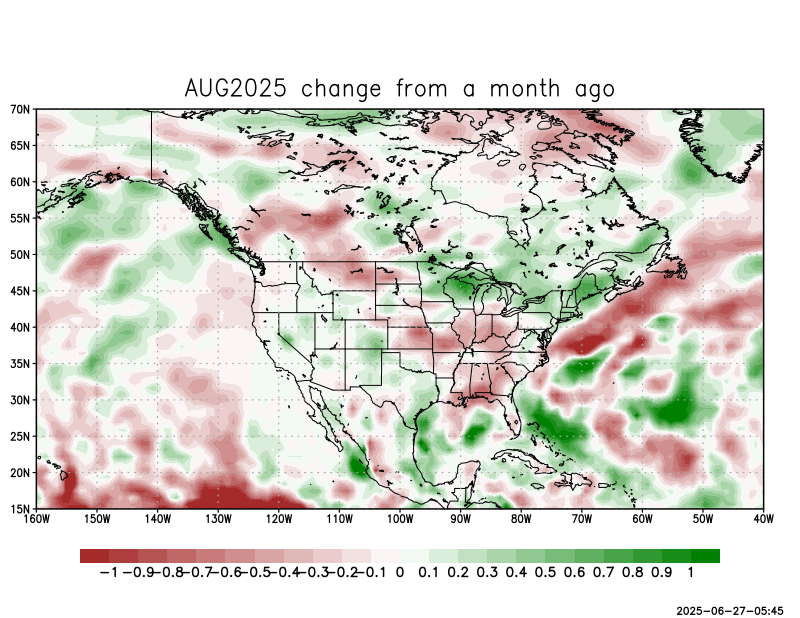 AUG2025 change from a month ago
70N
65N
60N
55N
50N
45N
40N
35N
30N
25N
20N
15N
160W 150W 140W 130W 120W 110W 100W 90W 80W 70W 60W 50W 40W
-1 -0.9 -0.8 -0.7 -0.6 -0.5 -0.4 -0.3 -0.2 -0.1 0 0.1 0.2 0.3 0.4 0.5 0.6 0.7 0.8 0.9 1
2025-06-27-05:45